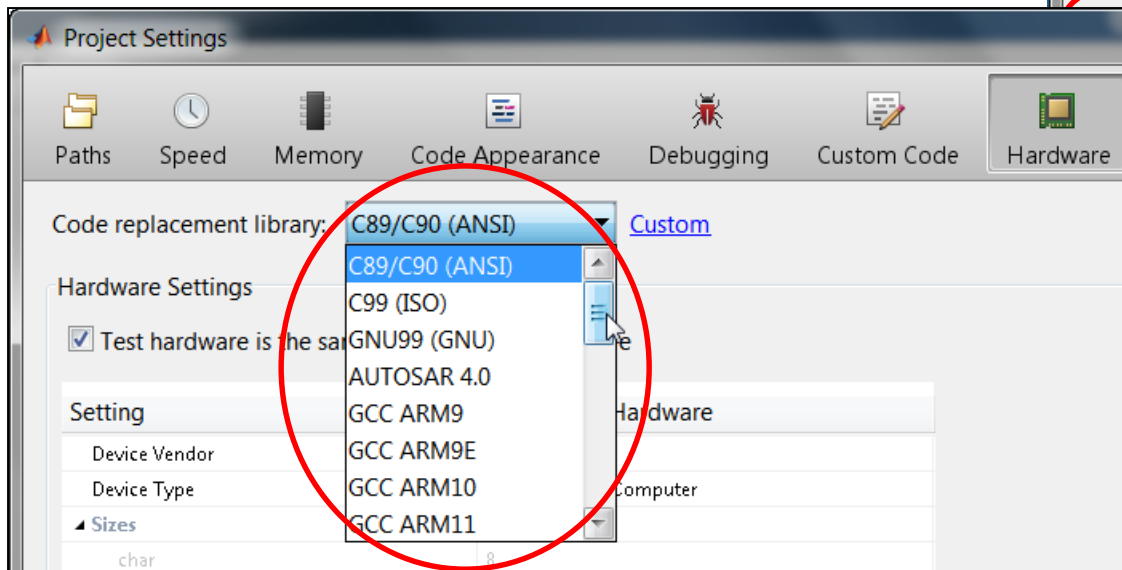 Project Settings
Paths Speed Memory Code Appearance Debugging Custom Code Hardware
Code replacement library: C89/C90 (ANSI) Custom
C89/C90 (ANSI)
Hardware Settings
C99 (ISO)
Test hardware is the sa
GNU99 (GNU)
AUTOSAR 4.0
Setting
GCC ARM9
Hardware
Device Vendor
GCC ARM9E
Device Type
GCC ARM10
Computer
Sizes
GCC ARM11
char 8